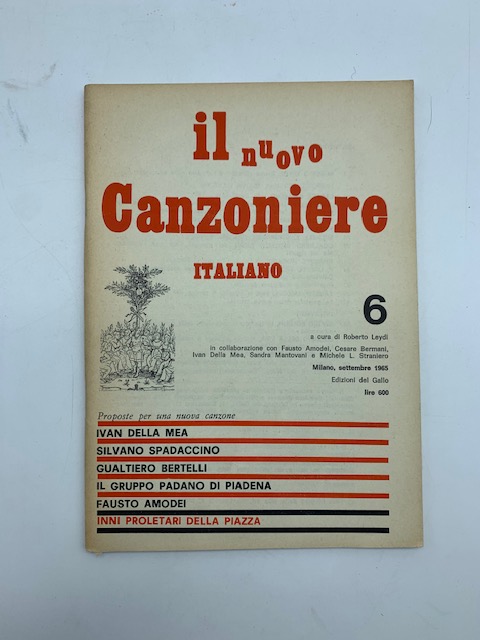 il nuovo
Canzoniere
ITALIANO
6
a cura di Roberto Leydi
in collaborazione con Fausto Amodei, Cesare Bermani,
Ivan Della Mea, Sandra Mantovani e Michele L. Straniero
Milano, settembre 1965
Edizioni del Gallo
lire 600
Proposte per una nuova canzone
IVAN DELLA MEA
SILVANO SPADACCINO
GUALTIERO BERTELLI
IL GRUPPO PADANO DI PIADENA
FAUSTO AMODEI
INNI PROLETARI DELLA PIAZZA